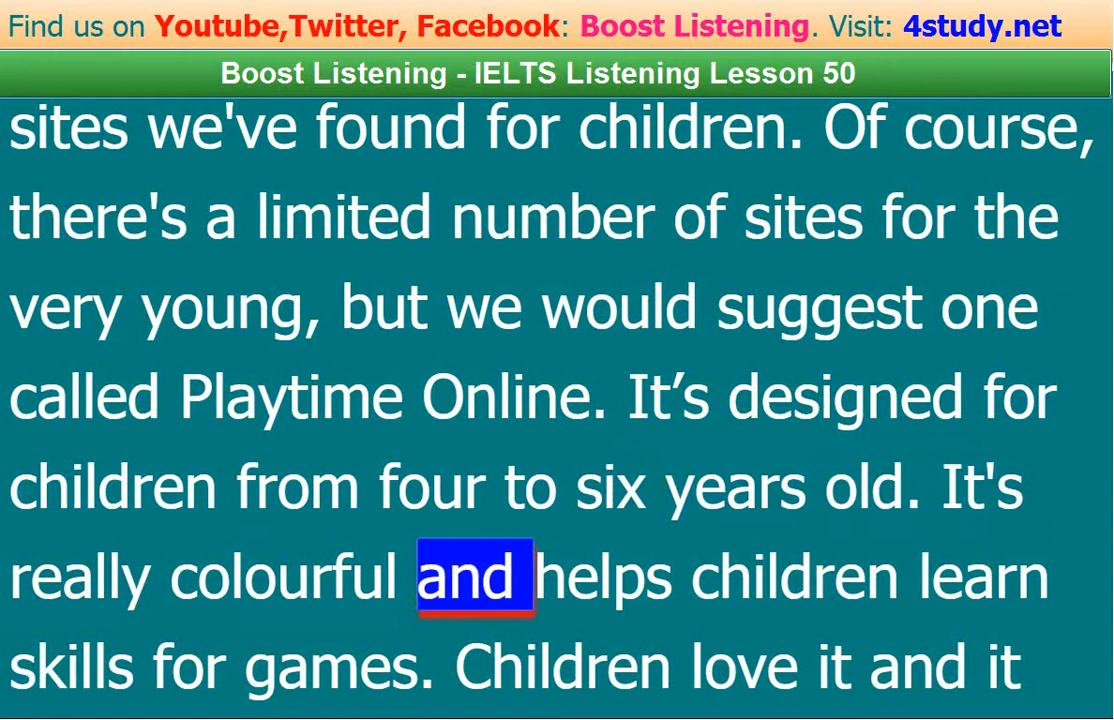 Find us on Youtube,Twitter, Facebook: Boost Listening. Visit: 4study.net
Boost Listening - IELTS Listening Lesson 50
sites we've found for children. Of course,
there's a limited number of sites for the
very young, but we would suggest one
called Playtime Online. It’s designed for
children from four to six years old. It's
really colourful and helps children learn
skills for games. Children love it and it